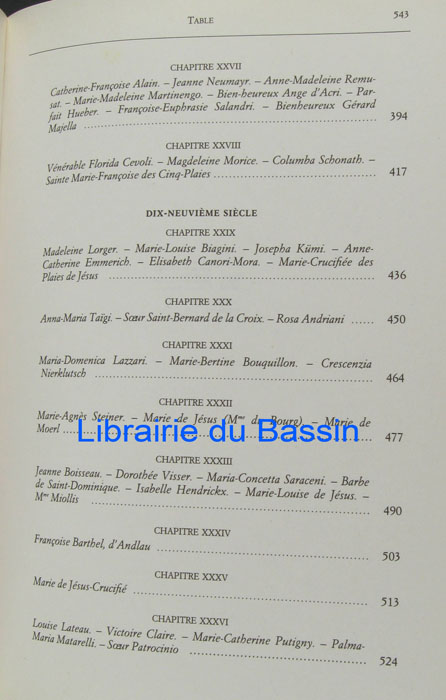 TABLE 543
CHAPITRE XXVII
Catherine-Françoise Alain. – Jeanne Neumayr. – Anne-Madeleine Remu-
sat. – Marie-Madeleine Martinengo. – Bien-heureux Ange d'Acri. – Par-
fait Hueber. – Françoise-Euphrasie Salandri. – Bienheureux Gérard
Majella ........ 394
CHAPITRE XXVIII
Vénérable Florida Cevoli. – Magdeleine Morice. – Columba Schonath. –
Sainte Marie-Françoise des Cinq-Plaies ........ 417
DIX-NEUVIÈME SIÈCLE
CHAPITRE XXIX
Madeleine Lorger. – Marie-Louise Biagini. – Josepha Kümi. – Anne-
Catherine Emmerich. – Elisabeth Canori-Mora. – Marie-Crucifiée des
Plaies de Jésus ........ 436
CHAPITRE XXX
Anna-Maria Taïgi. – Sœur Saint-Bernard de la Croix. – Rosa Andriani ...... 450
CHAPITRE XXXI
Maria-Domenica Lazzari. – Marie-Bertine Bouquillon. – Crescenzia
Nierklutsch ........ 464
CHAPITRE XXXII
Marie-Agnès Steiner. – Marie de Jésus (Mme du Bourg). – Marie de
Moerl ........ 477
Librairie du Bassin
CHAPITRE XXXIII
Jeanne Boisseau. – Dorothée Visser. – Maria-Concetta Saraceni. – Barbe
de Saint-Dominique. – Isabelle Hendrickx. – Marie-Louise de Jésus. –
Mme Miollis ........ 490
CHAPITRE XXXIV
Françoise Barthel, d'Andlau ........ 503
CHAPITRE XXXV
Marie de Jésus-Crucifié ........ 513
CHAPITRE XXXVI
Louise Lateau. – Victoire Claire. – Marie-Catherine Putigny. – Palma-
Maria Matarelli. – Sœur Patrocinio ........ 524